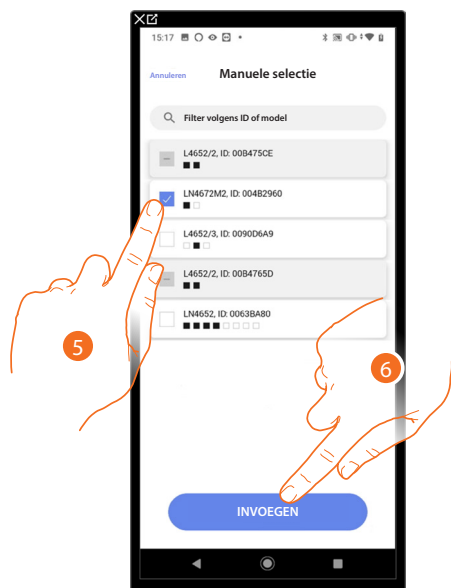 15:17
Annuleren
Manuele selectie
Filter volgens ID of model
L4652/2, ID: 00B475CE
LN4672M2, ID: 004B2960
L4652/3, ID: 0090D6A9
L4652/2, ID: 00B4765D
LN4652, ID: 0063BA80
5
6
INVOEGEN